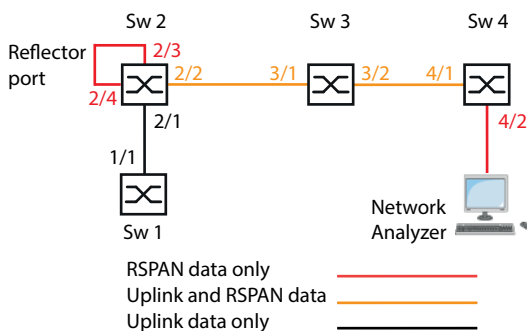 Sw 2
Sw 3
Sw 4
Reflector
port
2/3
2/4
2/2
3/1
3/2
4/1
2/1
4/2
1/1
Sw 1
Network
Analyzer
RSPAN data only
Uplink and RSPAN data
Uplink data only